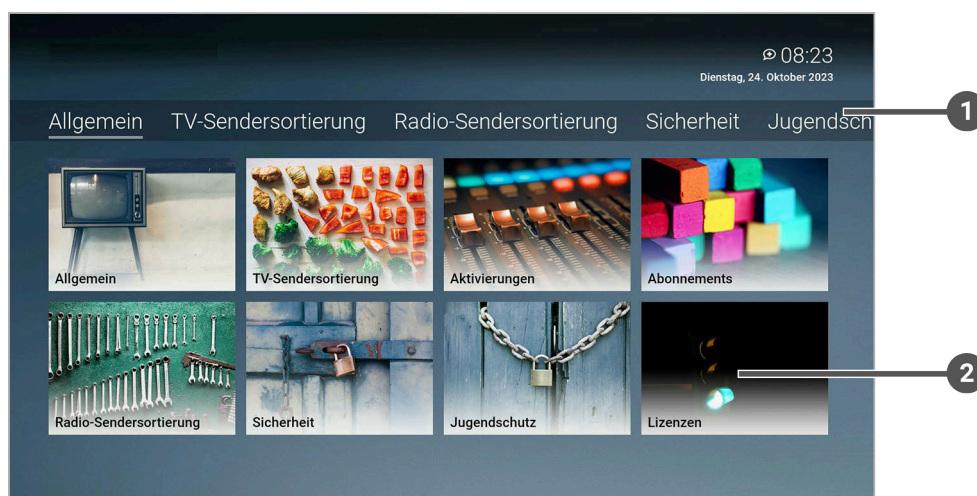 08:23
Dienstag, 24. Oktober 2023
Allgemein TV-Sendersortierung Radio-Sendersortierung Sicherheit Jugendsch
1
Allgemein TV-Sendersortierung Aktivierungen Abonnements
2
Radio-Sendersortierung Sicherheit Jugendschutz Lizenzen